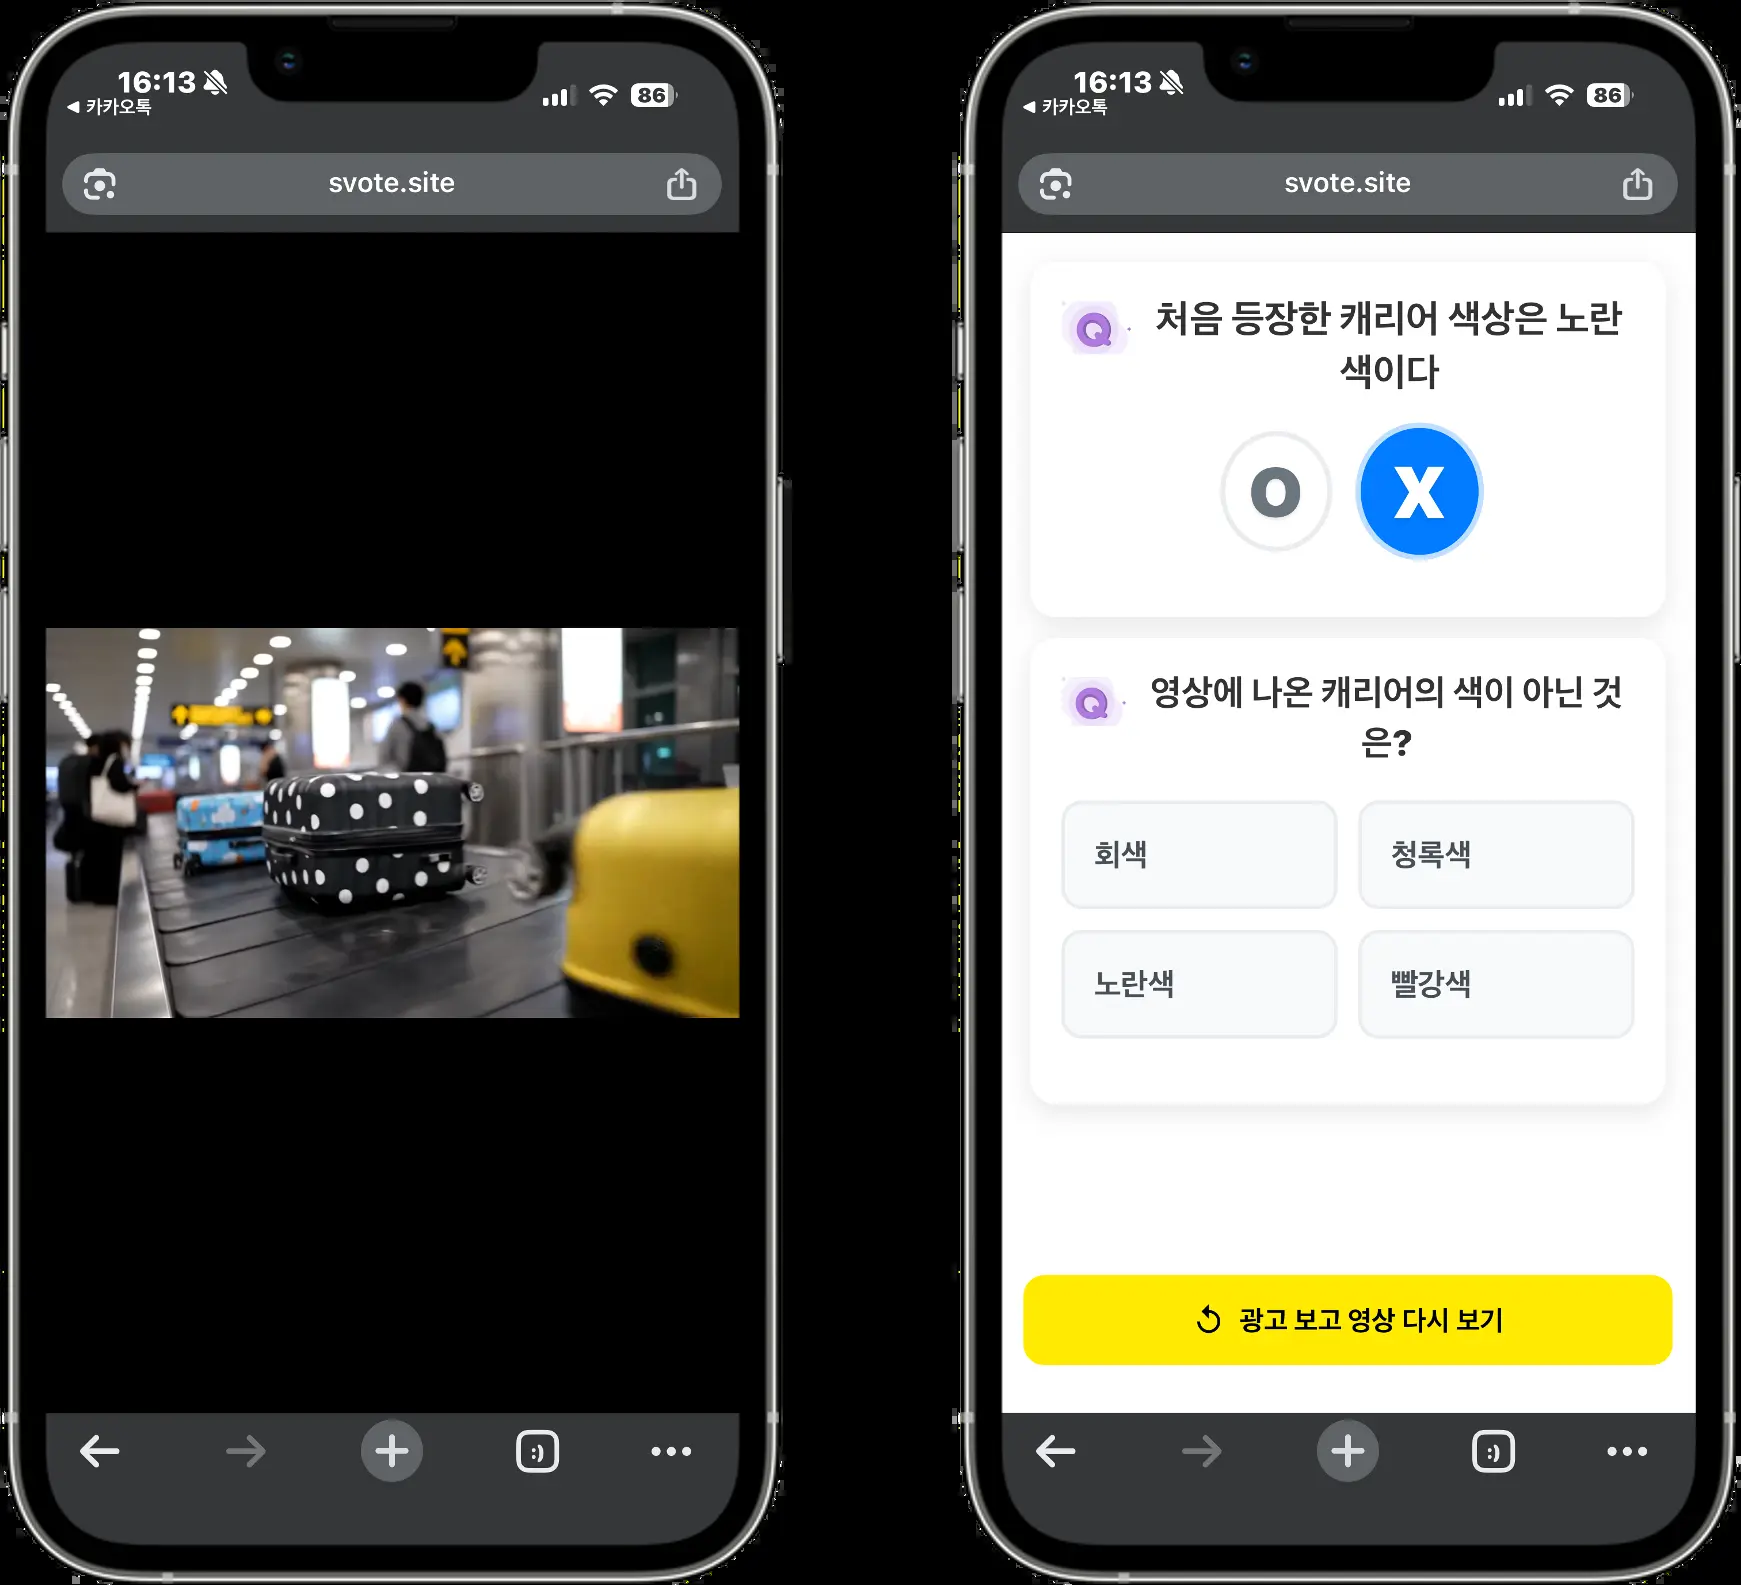 16:13
◀ 카카오톡
86
svote.site
16:13
◀ 카카오톡
86
svote.site
Q 처음 등장한 캐리어 색상은 노란
색이다
O X
Q 영상에 나온 캐리어의 색이 아닌 것
은?
회색 청록색
노란색 빨강색
광고 보고 영상 다시 보기
:)
:)